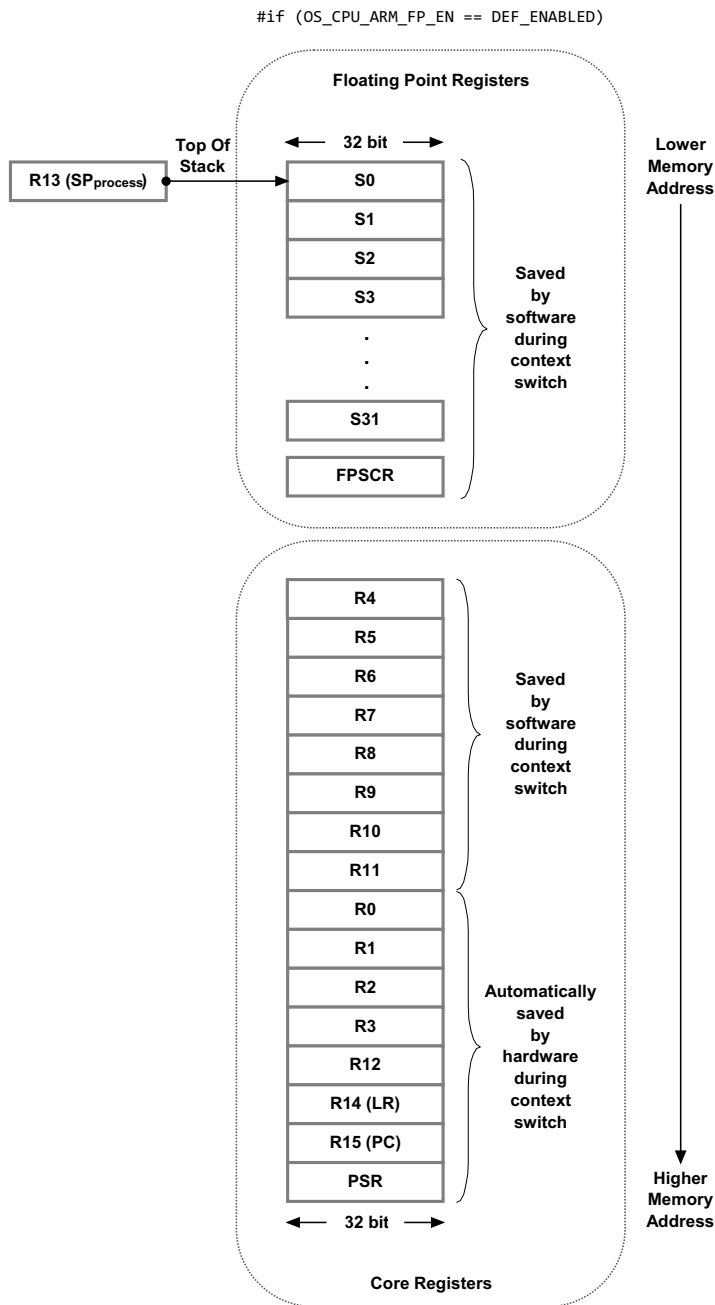 #if (OS_CPU_ARM_FP_EN == DEF_ENABLED)
Floating Point Registers
32 bit
Top Of
Stack
Lower
Memory
Address
R13 (SPprocess)
S0
S1
S2
S3
.
.
.
S31
FPSCR
Saved
by
software
during
context
switch
R4
R5
R6
R7
R8
R9
R10
R11
Saved
by
software
during
context
switch
R0
R1
R2
R3
R12
R14 (LR)
R15 (PC)
PSR
Automatically
saved
by
hardware
during
context
switch
32 bit
Higher
Memory
Address
Core Registers